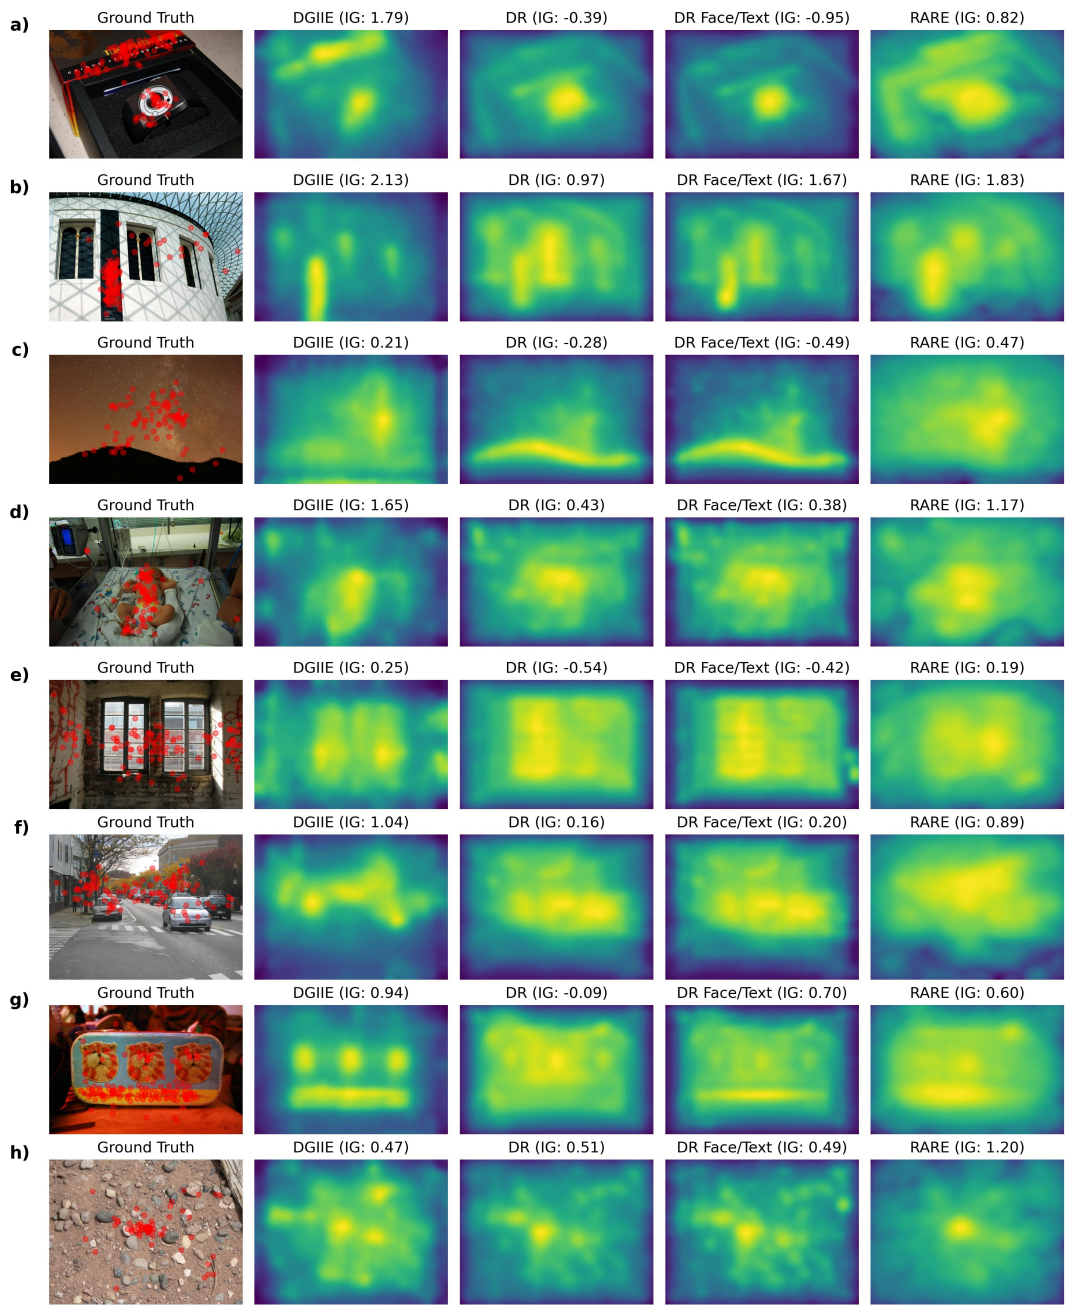 a) Ground Truth DGIIE (IG: 1.79) DR (IG: -0.39) DR Face/Text (IG: -0.95) RARE (IG: 0.82)
b) Ground Truth DGIIE (IG: 2.13) DR (IG: 0.97) DR Face/Text (IG: 1.67) RARE (IG: 1.83)
c) Ground Truth DGIIE (IG: 0.21) DR (IG: -0.28) DR Face/Text (IG: -0.49) RARE (IG: 0.47)
d) Ground Truth DGIIE (IG: 1.65) DR (IG: 0.43) DR Face/Text (IG: 0.38) RARE (IG: 1.17)
e) Ground Truth DGIIE (IG: 0.25) DR (IG: -0.54) DR Face/Text (IG: -0.42) RARE (IG: 0.19)
f) Ground Truth DGIIE (IG: 1.04) DR (IG: 0.16) DR Face/Text (IG: 0.20) RARE (IG: 0.89)
g) Ground Truth DGIIE (IG: 0.94) DR (IG: -0.09) DR Face/Text (IG: 0.70) RARE (IG: 0.60)
h) Ground Truth DGIIE (IG: 0.47) DR (IG: 0.51) DR Face/Text (IG: 0.49) RARE (IG: 1.20)